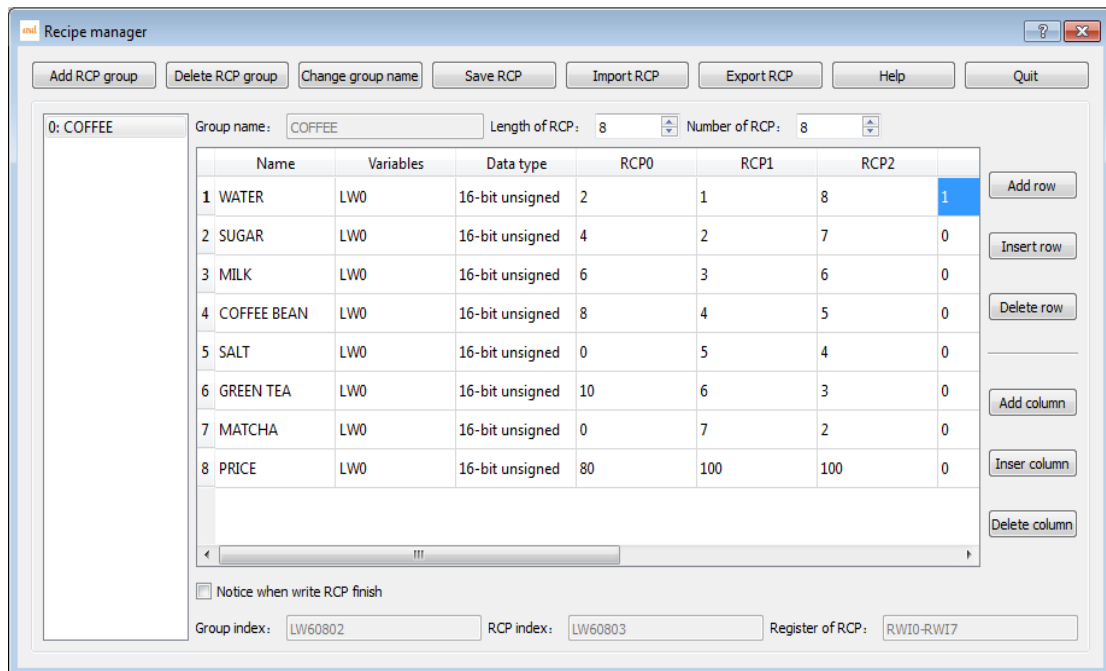 Recipe manager
Add RCP group Delete RCP group Change group name Save RCP Import RCP Export RCP Help Quit
0: COFFEE
Group name: COFFEE Length of RCP: 8 Number of RCP: 8
Name Variables Data type RCP0 RCP1 RCP2
1 WATER LW0 16-bit unsigned 2 1 8 1
2 SUGAR LW0 16-bit unsigned 4 2 7 0
3 MILK LW0 16-bit unsigned 6 3 6 0
4 COFFEE BEAN LW0 16-bit unsigned 8 4 5 0
5 SALT LW0 16-bit unsigned 0 5 4 0
6 GREEN TEA LW0 16-bit unsigned 10 6 3 0
7 MATCHA LW0 16-bit unsigned 0 7 2 0
8 PRICE LW0 16-bit unsigned 80 100 100 0
Add row
Insert row
Delete row
Add column
Inser column
Delete column
Notice when write RCP finish
Group index: LW60802 RCP index: LW60803 Register of RCP: RWI0-RWI7